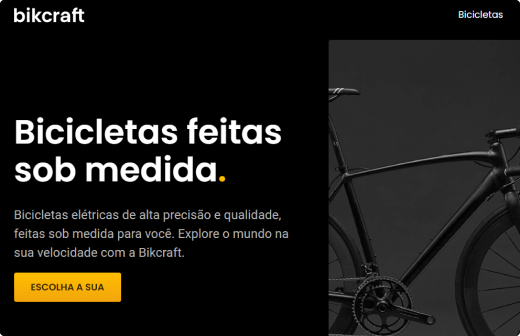 bikcraft
Bicicletas
Bicicletas feitas
sob medida.
Bicicletas elétricas de alta precisão e qualidade,
feitas sob medida para você. Explore o mundo na
sua velocidade com a Bikcraft.
ESCOLHA A SUA